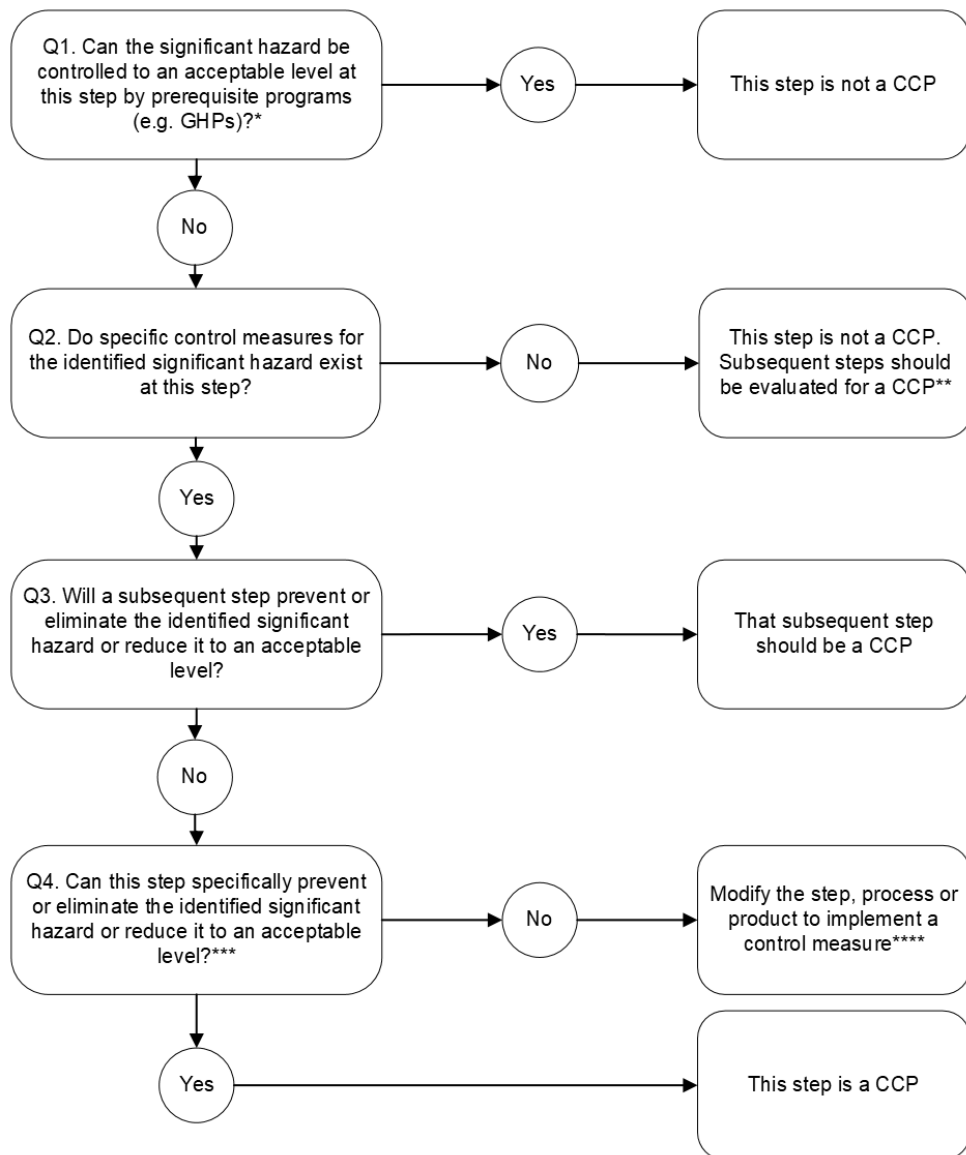 Q1. Can the significant hazard be
controlled to an acceptable level at
this step by prerequisite programs
(e.g. GHPs)?*
Yes
This step is not a CCP
No
Q2. Do specific control measures for
the identified significant hazard exist
at this step?
No
This step is not a CCP.
Subsequent steps should
be evaluated for a CCP**
Yes
Q3. Will a subsequent step prevent or
eliminate the identified significant
hazard or reduce it to an acceptable
level?
Yes
That subsequent step
should be a CCP
No
Q4. Can this step specifically prevent
or eliminate the identified significant
hazard or reduce it to an acceptable
level?***
No
Modify the step, process or
product to implement a
control measure****
Yes
This step is a CCP